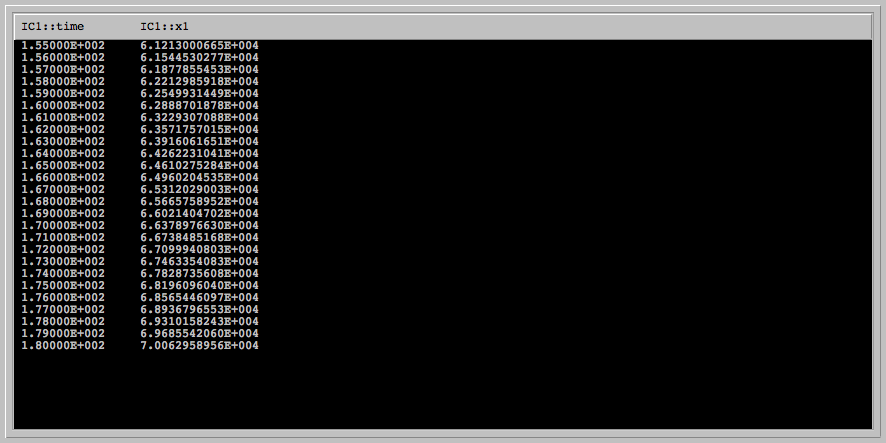 IC1::time IC1::x1
1.55000E+002 6.1213000665E+004
1.56000E+002 6.1544530277E+004
1.57000E+002 6.1877855453E+004
1.58000E+002 6.2212985918E+004
1.59000E+002 6.2549931449E+004
1.60000E+002 6.2888701878E+004
1.61000E+002 6.3229307088E+004
1.62000E+002 6.3571757015E+004
1.63000E+002 6.3916061651E+004
1.64000E+002 6.4262231041E+004
1.65000E+002 6.4610275284E+004
1.66000E+002 6.4960204535E+004
1.67000E+002 6.5312029003E+004
1.68000E+002 6.5665758952E+004
1.69000E+002 6.6021404702E+004
1.70000E+002 6.6378976630E+004
1.71000E+002 6.6738485168E+004
1.72000E+002 6.7099940803E+004
1.73000E+002 6.7463354083E+004
1.74000E+002 6.7828735608E+004
1.75000E+002 6.8196096040E+004
1.76000E+002 6.8565446097E+004
1.77000E+002 6.8936796553E+004
1.78000E+002 6.9310158243E+004
1.79000E+002 6.9685542060E+004
1.80000E+002 7.0062958956E+004